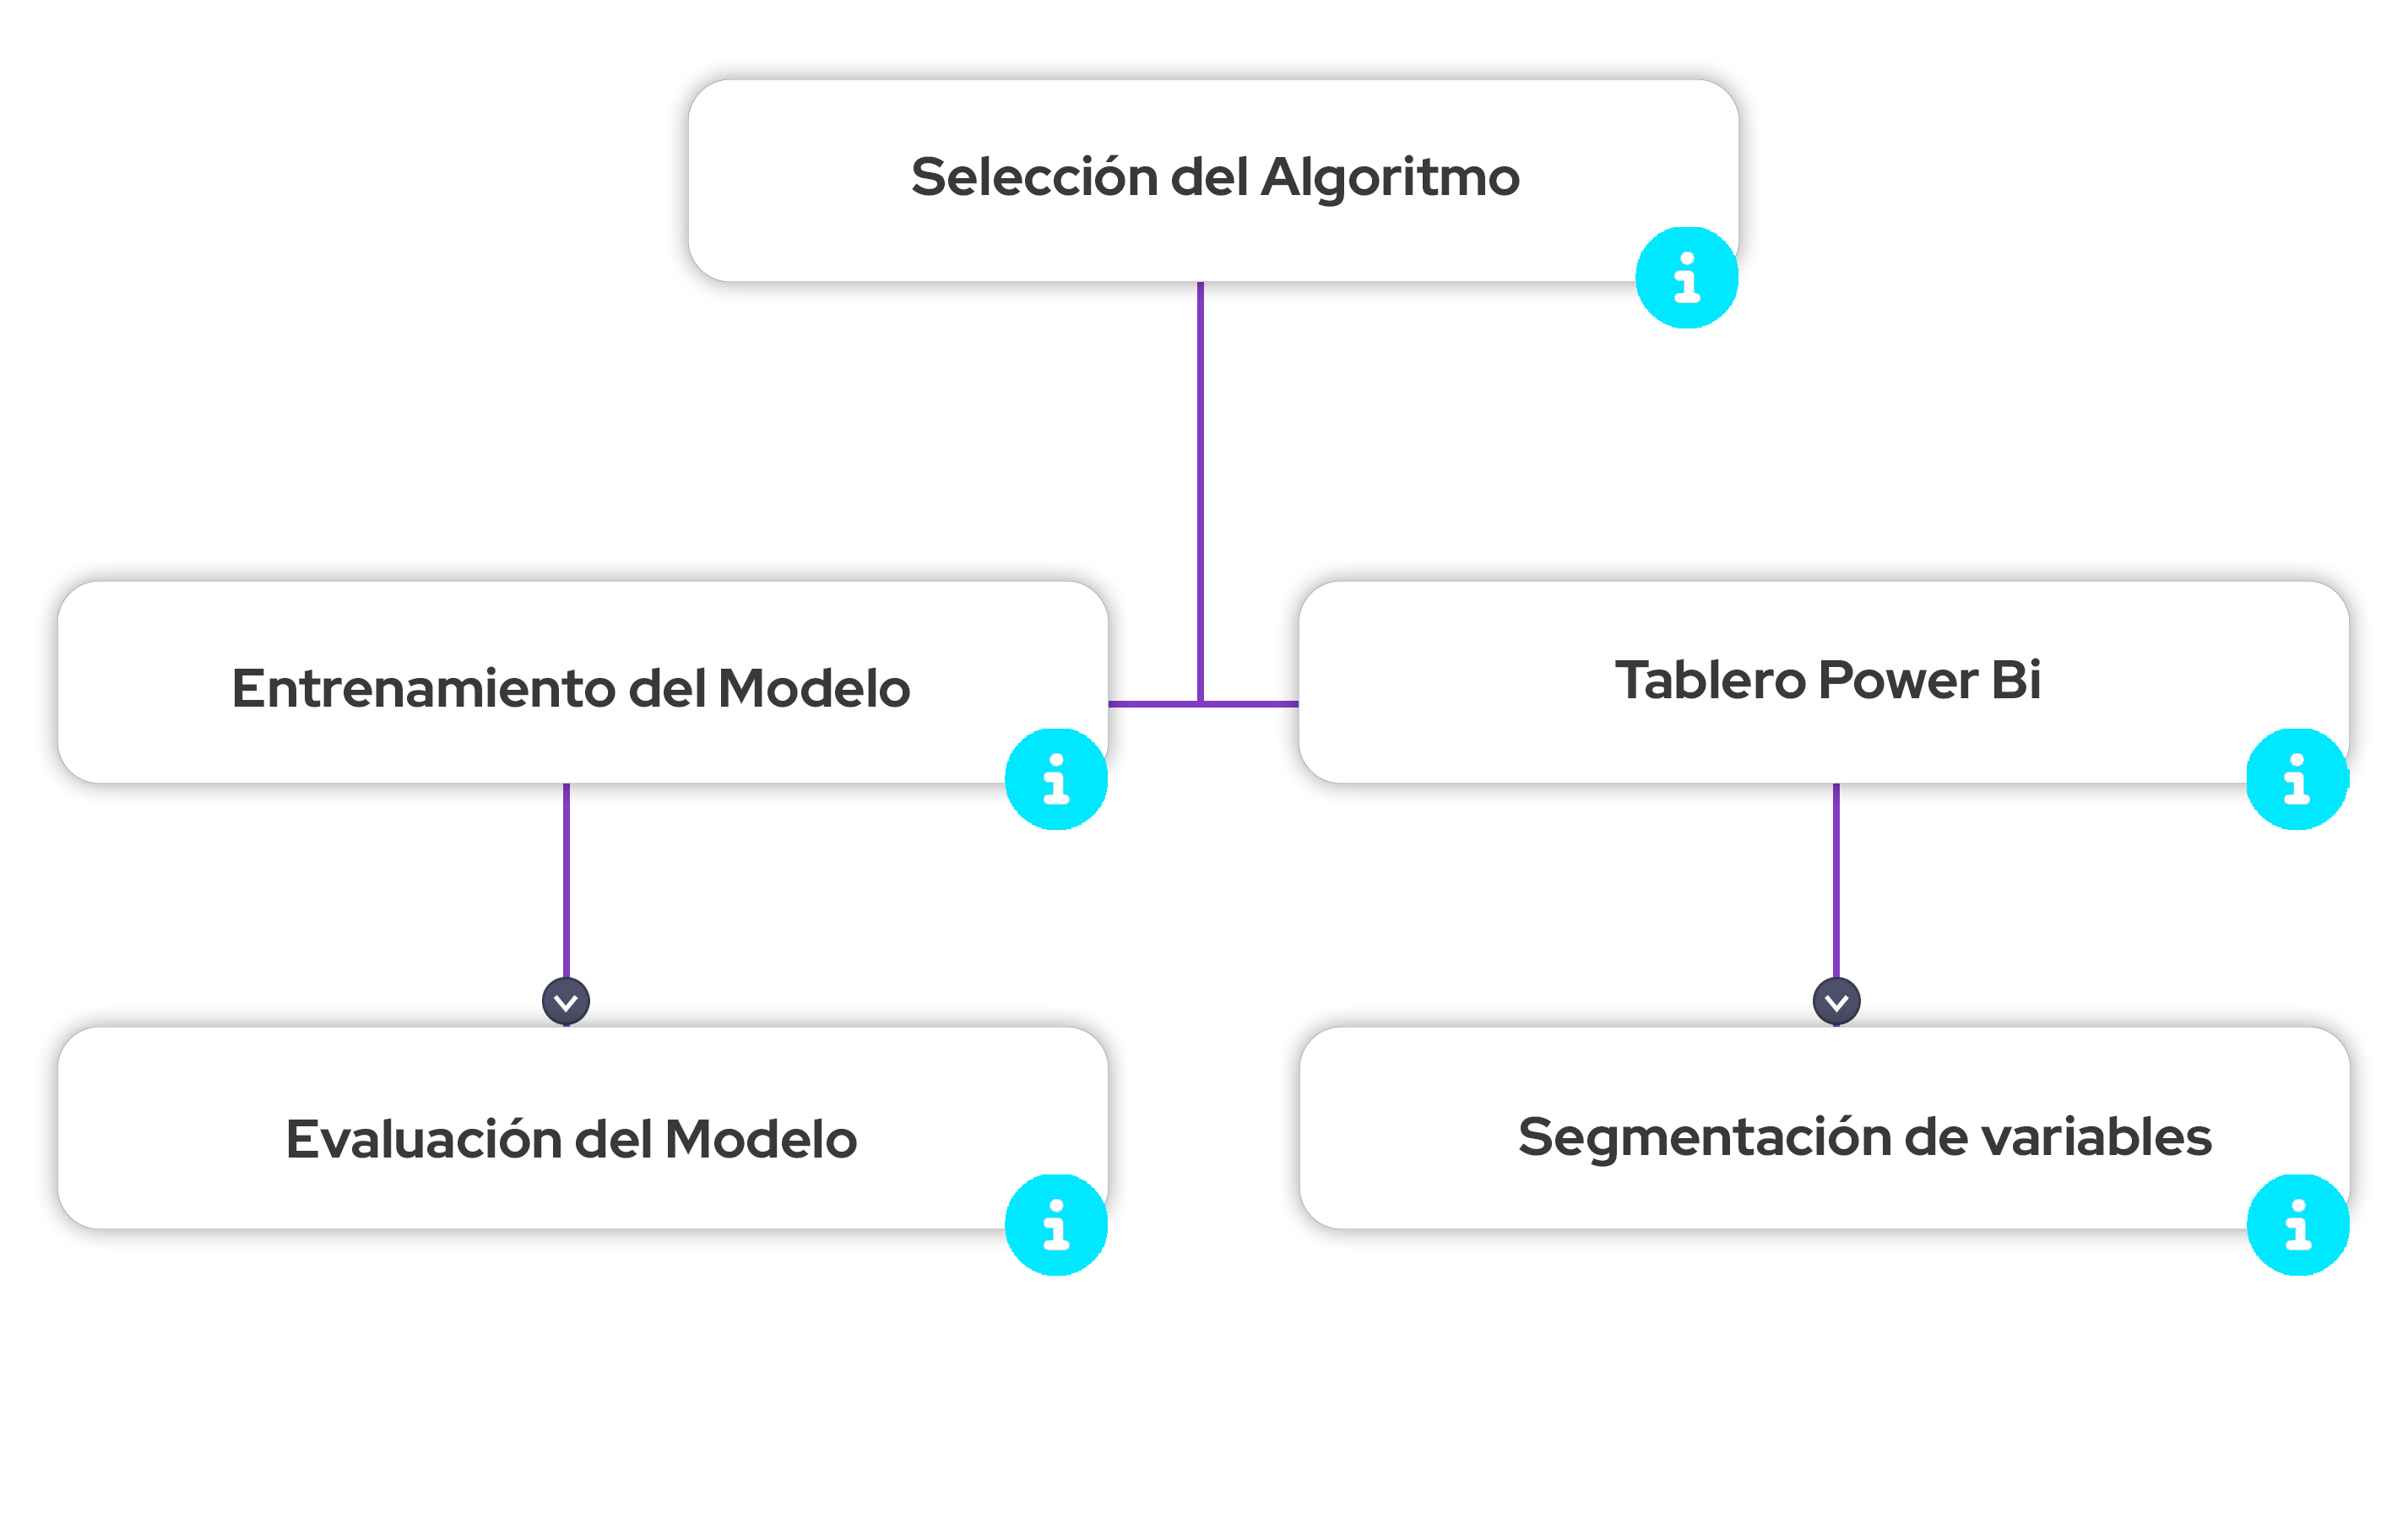 Selección del Algoritmo
Entrenamiento del Modelo
Tablero Power Bi
Evaluación del Modelo
Segmentación de variables